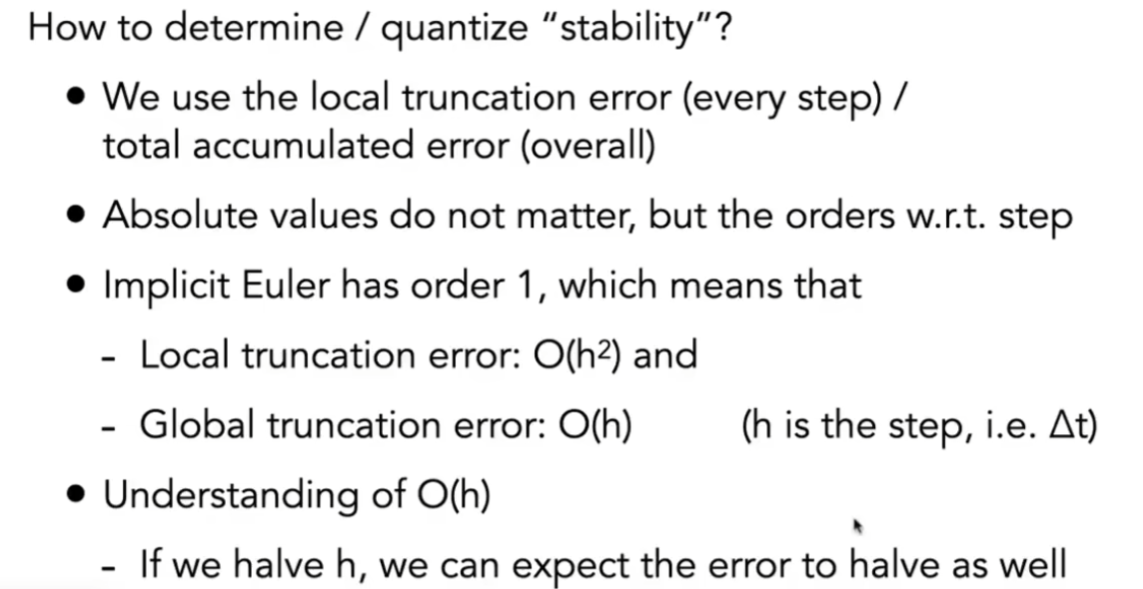 How to determine / quantize “stability”?
• We use the local truncation error (every step) /
total accumulated error (overall)
• Absolute values do not matter, but the orders w.r.t. step
• Implicit Euler has order 1, which means that
- Local truncation error: O(h²) and
- Global truncation error: O(h) (h is the step, i.e. Δt)
• Understanding of O(h)
- If we halve h, we can expect the error to halve as well